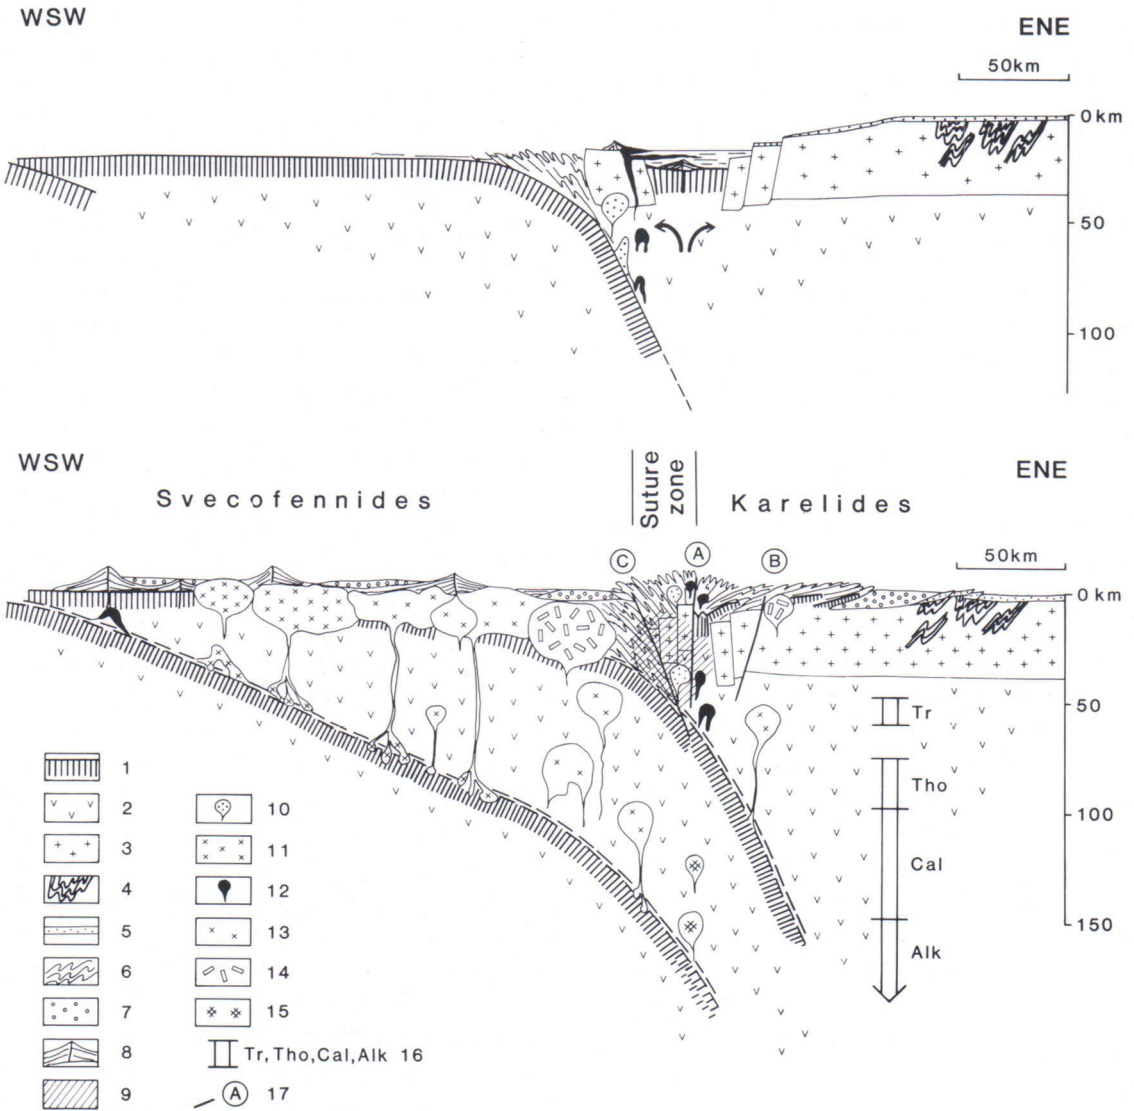 WSW
ENE
50km
0 km
50
100
WSW
ENE
Svecofennides
Suture zone
Karelides
50km
C
A
B
0 km
50
100
150
Tr
Tho
Cal
Alk
1
2
3
4
5
6
7
8
9
10
11
12
13
14
15
Tr, Tho, Cal, Alk 16
A 17